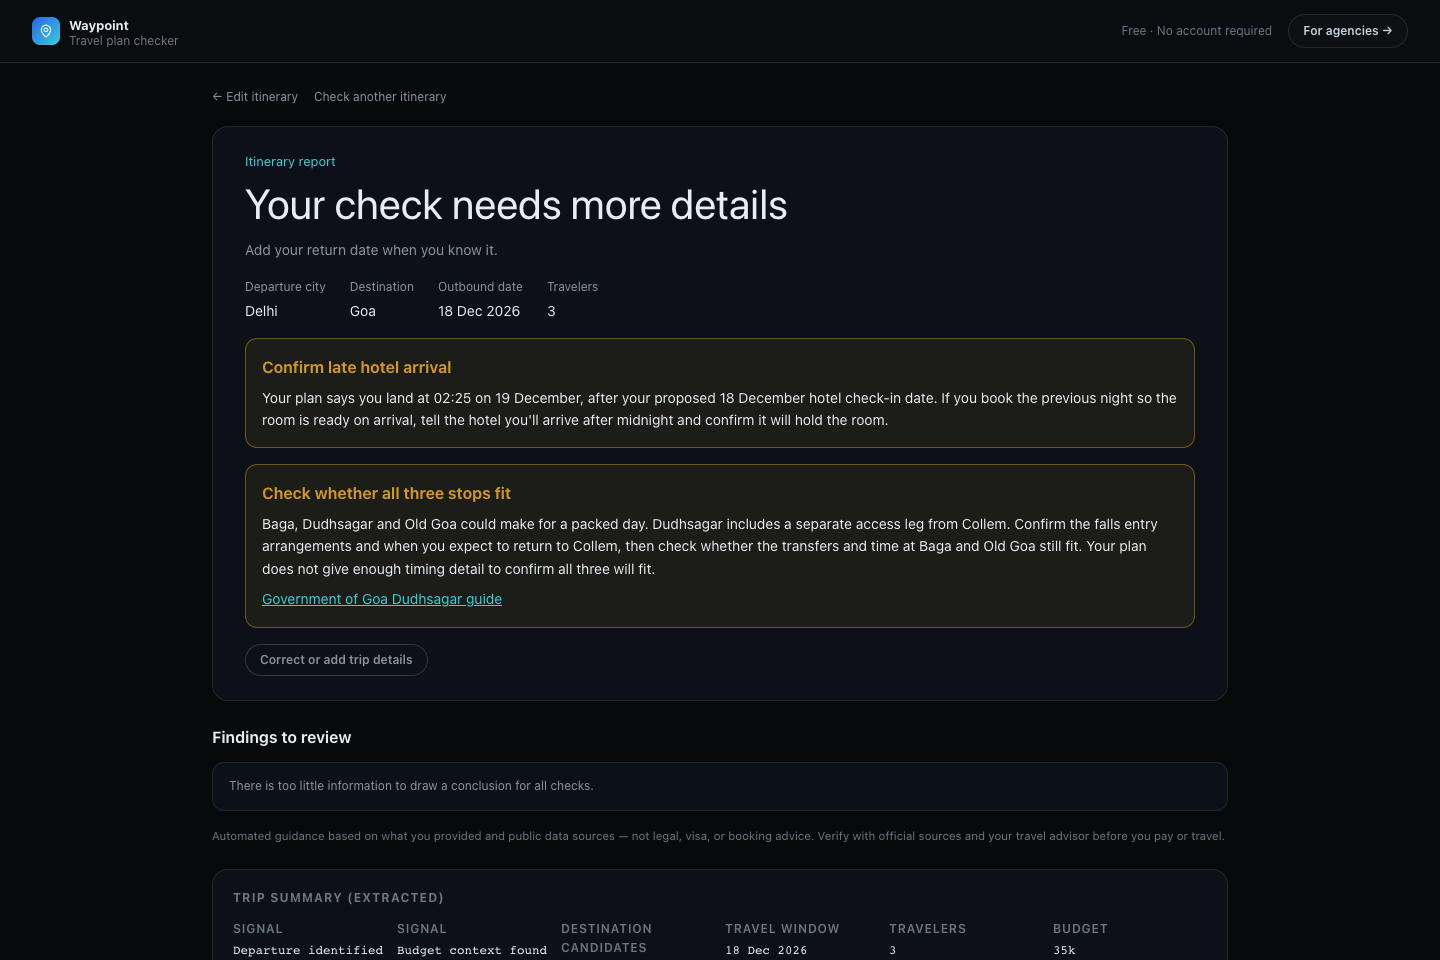 Waypoint
Travel plan checker
Free · No account required
For agencies →
← Edit itinerary
Check another itinerary
Itinerary report
Your check needs more details
Add your return date when you know it.
Departure city
Destination
Outbound date
Travelers
Delhi
Goa
18 Dec 2026
3
Confirm late hotel arrival
Your plan says you land at 02:25 on 19 December, after your proposed 18 December hotel check-in date. If you book the previous night so the
room is ready on arrival, tell the hotel you'll arrive after midnight and confirm it will hold the room.
Check whether all three stops fit
Baga, Dudhsagar and Old Goa could make for a packed day. Dudhsagar includes a separate access leg from Collem. Confirm the falls entry
arrangements and when you expect to return to Collem, then check whether the transfers and time at Baga and Old Goa still fit. Your plan
does not give enough timing detail to confirm all three will fit.
Government of Goa Dudhsagar guide
Correct or add trip details
Findings to review
There is too little information to draw a conclusion for all checks.
Automated guidance based on what you provided and public data sources — not legal, visa, or booking advice. Verify with official sources and your travel advisor before you pay or travel.
TRIP SUMMARY (EXTRACTED)
SIGNAL
Departure identified
SIGNAL
Budget context found
DESTINATION
CANDIDATES
TRAVEL WINDOW
18 Dec 2026
TRAVELERS
3
BUDGET
35k